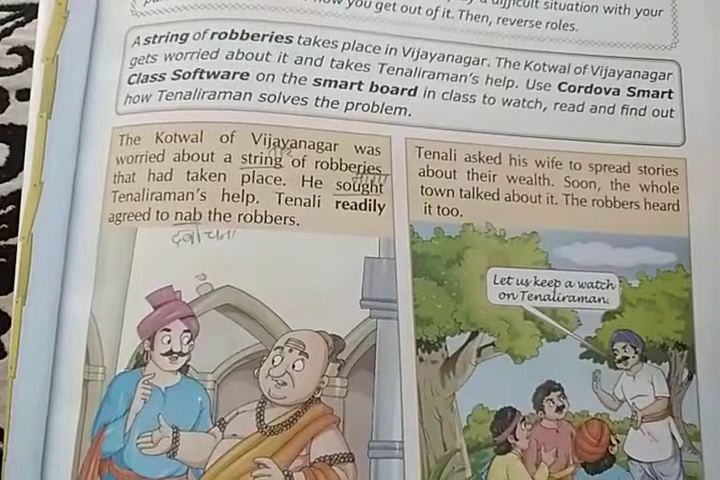 difficult situation with your
you get out of it. Then, reverse roles.
A string of robberies takes place in Vijayanagar. The Kotwal of Vijayanagar
gets worried about it and takes Tenaliraman's help. Use Cordova Smart
Class Software on the smart board in class to watch, read and find out
how Tenaliraman solves the problem.
The Kotwal of Vijayanagar was
worried about a string of robberies
that had taken place. He sought
Tenaliraman's help. Tenali readily
agreed to nab the robbers.
Tenali asked his wife to spread stories
about their wealth. Soon, the whole
town talked about it. The robbers heard
it too.
Let us keep a watch
on Tenaliraman.